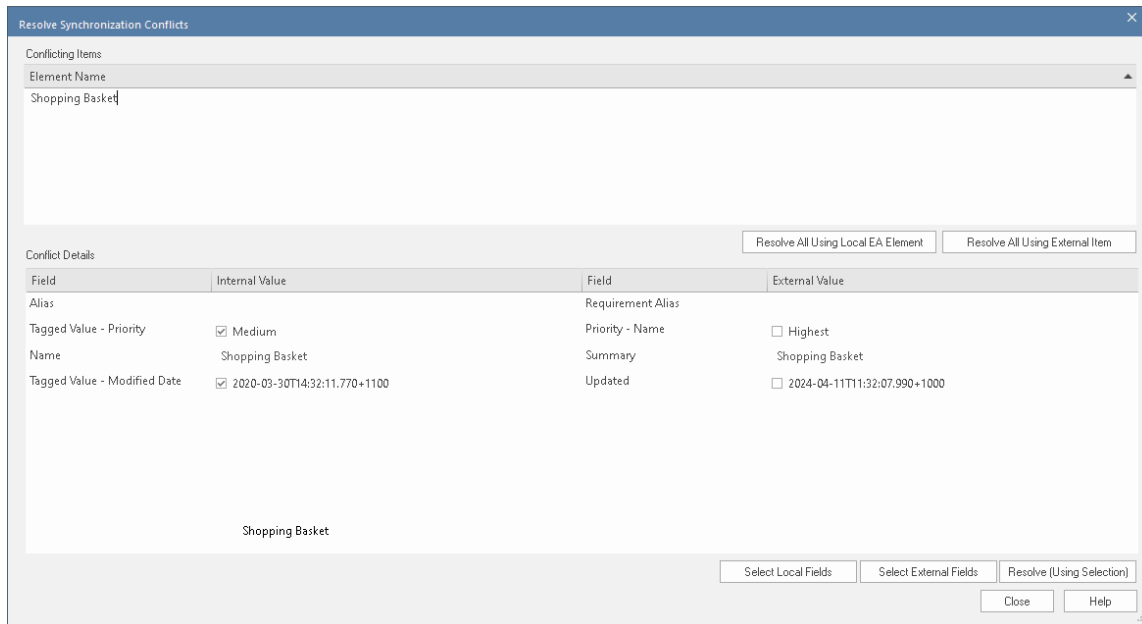 Resolve Synchronization Conflicts
Conflicting Items
Element Name
Shopping Basket
Resolve All Using Local EA Element Resolve All Using External Item
Conflict Details
Field Internal Value Field External Value
Alias Requirement Alias
Tagged Value - Priority Medium Priority - Name Highest
Name Shopping Basket Summary Shopping Basket
Tagged Value - Modified Date 2020-03-30T14:32:11.770+1100 Updated 2024-04-11T11:32:07.990+1000
Shopping Basket
Select Local Fields Select External Fields Resolve (Using Selection)
Close Help